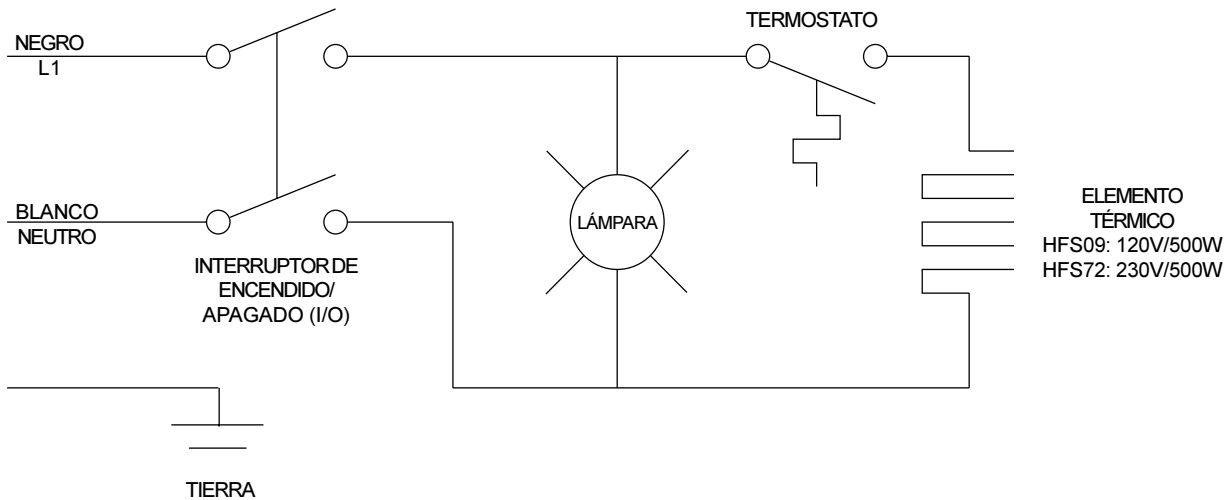 TERMOSTATO
NEGRO
L1
BLANCO
NEUTRO
LÁMPARA
INTERRUPTOR DE
ENCENDIDO/
APAGADO (I/O)
ELEMENTO
TÉRMICO
HFS09: 120V/500W
HFS72: 230V/500W
TIERRA